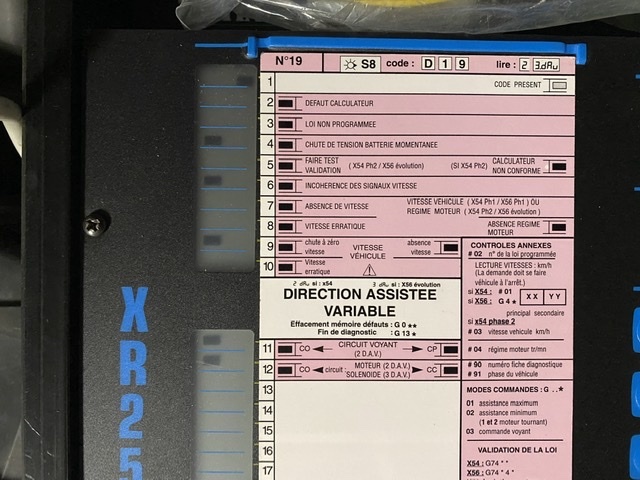 N°19 S8 code : D 1 9 lire : 2 3.dAu
1 CODE PRESENT
2 DEFAUT CALCULATEUR
3 LOI NON PROGRAMMEE
4 CHUTE DE TENSION BATTERIE MOMENTANEE
5 FAIRE TEST VALIDATION ( X54 Ph2 / X56 évolution) (SI X54 Ph2) CALCULATEUR NON CONFORME
6 INCOHERENCE DES SIGNAUX VITESSE
7 ABSENCE DE VITESSE VITESSE VEHICULE ( X54 Ph1 / X56 Ph1 ) OU
REGIME MOTEUR ( X54 Ph2 / X56 évolution)
8 VITESSE ERRATIQUE ABSENCE REGIME MOTEUR
9 chute à zéro vitesse VITESSE VÉHICULE absence vitesse
10 Vitesse erratique
2 dAu si : x54 3 dAu si : X56 évolution
DIRECTION ASSISTEE
VARIABLE
Effacement mémoire défauts : G 0 **
Fin de diagnostic : G 13 *
11 CO CIRCUIT VOYANT (2 D.A.V.) CP
12 CO circuit : MOTEUR (2 D.A.V.) SOLENOIDE (3 D.A.V.) CC
13
14
15
16
17
CONTROLES ANNEXES
# 02 n° de la loi programmée
LECTURE VITESSES : km/h
(La demande doit se faire
véhicule à l'arrêt.)
si X54 : # 01
si X56 : G 4 * XX YY
principal secondaire
si x54 phase 2
# 03 vitesse véhicule km/h
# 04 régime moteur tr/mn
# 90 numéro fiche diagnostic
# 91 phase du véhicule
MODES COMMANDES : G . . *
01 assistance maximum
02 assistance minimum
(1 et 2 moteur tournant)
03 commande voyant
VALIDATION DE LA LOI
X54 : G74 * *
X56 : G74 * 4 *
XR25